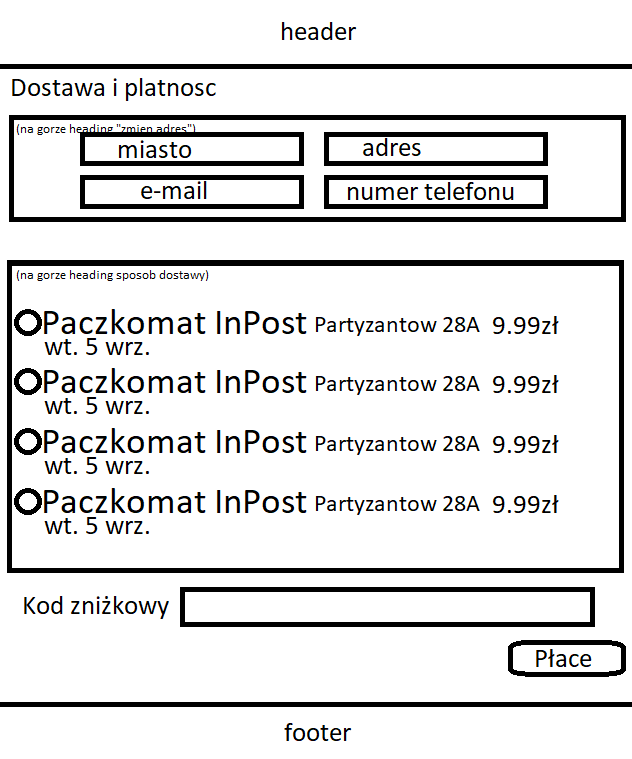 header
Dostawa i platnosc
(na gorze heading "zmien adres")
miasto
adres
e-mail
numer telefonu
(na gorze heading sposob dostawy)
Paczkomat InPost Partyzantow 28A 9.99zł
wt. 5 wrz.
Paczkomat InPost Partyzantow 28A 9.99zł
wt. 5 wrz.
Paczkomat InPost Partyzantow 28A 9.99zł
wt. 5 wrz.
Paczkomat InPost Partyzantow 28A 9.99zł
wt. 5 wrz.
Kod zniżkowy
Płace
footer